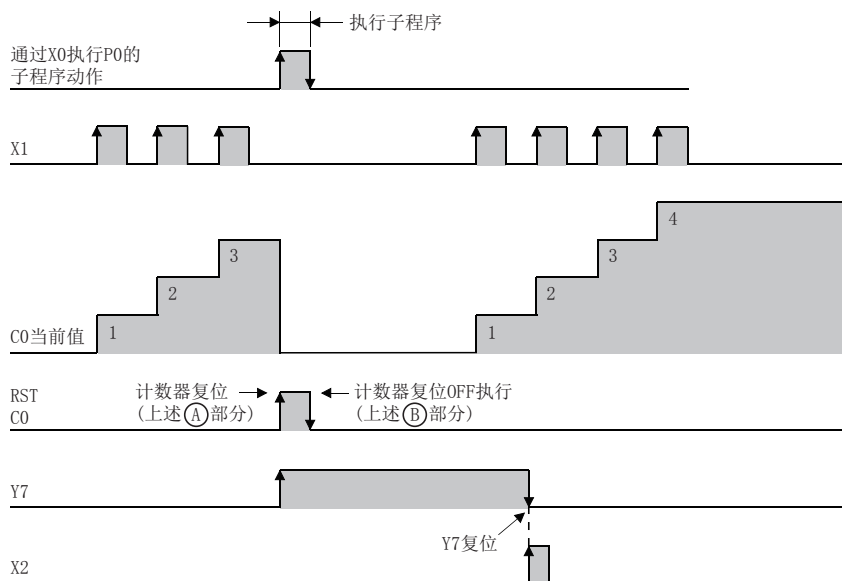 执行子程序
通过X0执行P0的
子程序动作
X1
3
2
1
C0当前值
4
3
2
1
RST
C0
计数器复位
(上述Ⓐ部分)
计数器复位OFF执行
(上述Ⓑ部分)
Y7
Y7复位
X2